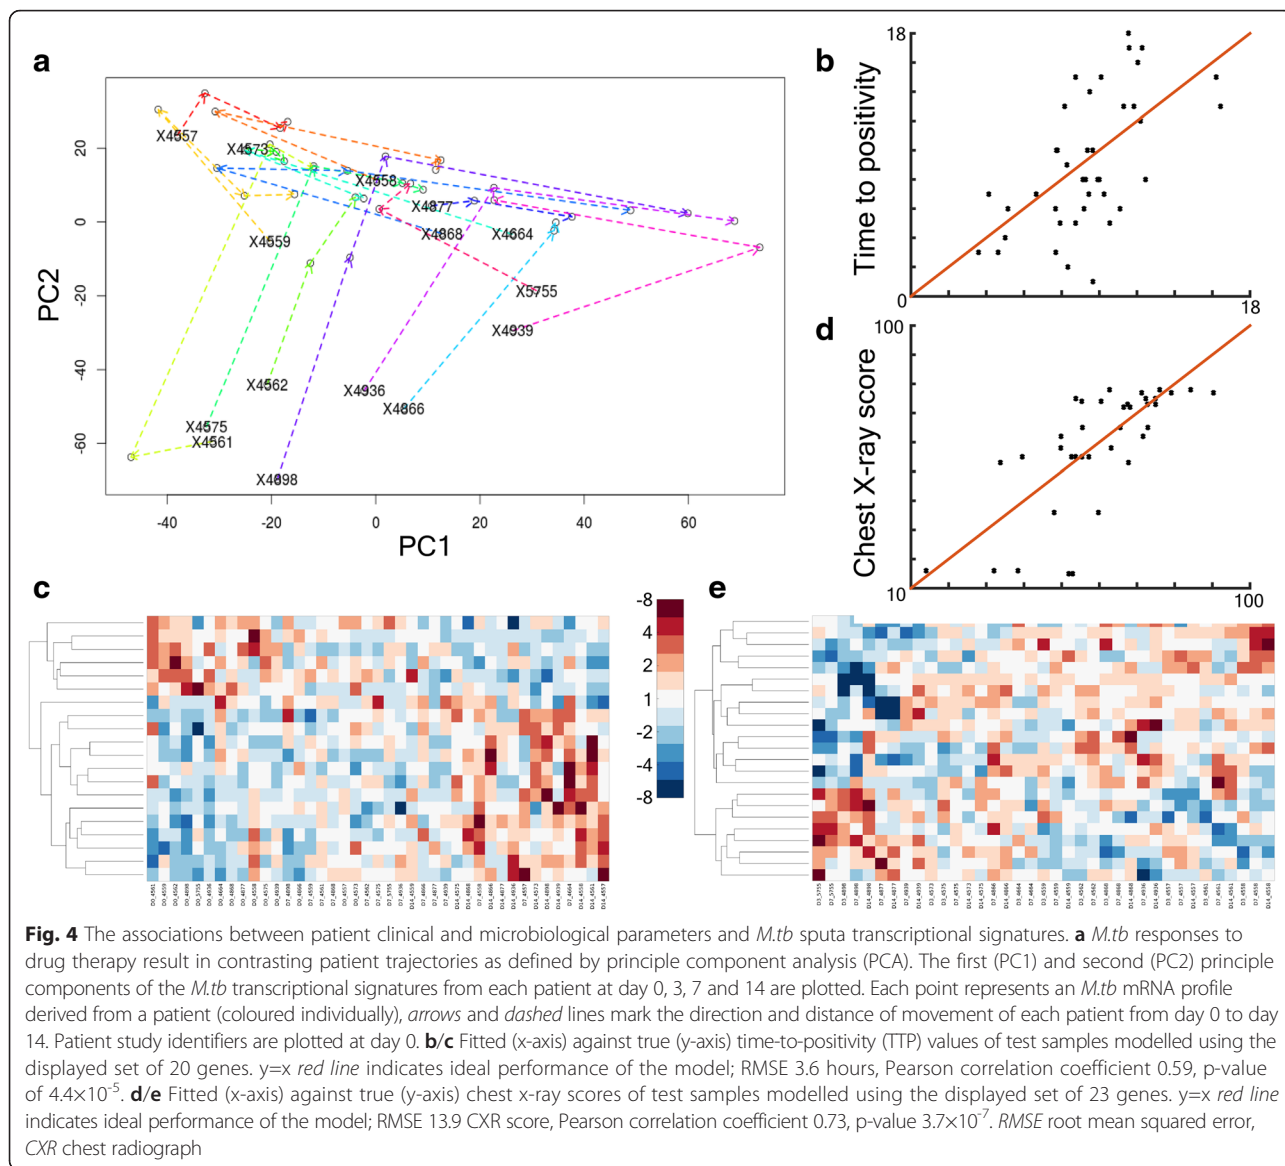 a
PC2
20
0
-20
-40
-60
X4557
X4573
X4558
X4877
X4868
X4664
X4559
X5755
X4939
X4562
X4936
X4866
X4575
X4561
X4898
-40
-20
0
20
40
60
PC1
b
Time to positivity
18
0
18
d
Chest X-ray score
100
10
100
c
-8
4
2
1
-2
-4
-8
e
Fig. 4 The associations between patient clinical and microbiological parameters and M.tb sputa transcriptional signatures. a M.tb responses to
drug therapy result in contrasting patient trajectories as defined by principle component analysis (PCA). The first (PC1) and second (PC2) principle
components of the M.tb transcriptional signatures from each patient at day 0, 3, 7 and 14 are plotted. Each point represents an M.tb mRNA profile
derived from a patient (coloured individually), arrows and dashed lines mark the direction and distance of movement of each patient from day 0 to day
14. Patient study identifiers are plotted at day 0. b/c Fitted (x-axis) against true (y-axis) time-to-positivity (TTP) values of test samples modelled using the
displayed set of 20 genes. y=x red line indicates ideal performance of the model; RMSE 3.6 hours, Pearson correlation coefficient 0.59, p-value
of 4.4×10⁻⁵. d/e Fitted (x-axis) against true (y-axis) chest x-ray scores of test samples modelled using the displayed set of 23 genes. y=x red line
indicates ideal performance of the model; RMSE 13.9 CXR score, Pearson correlation coefficient 0.73, p-value 3.7×10⁻⁷. RMSE root mean squared error,
CXR chest radiograph